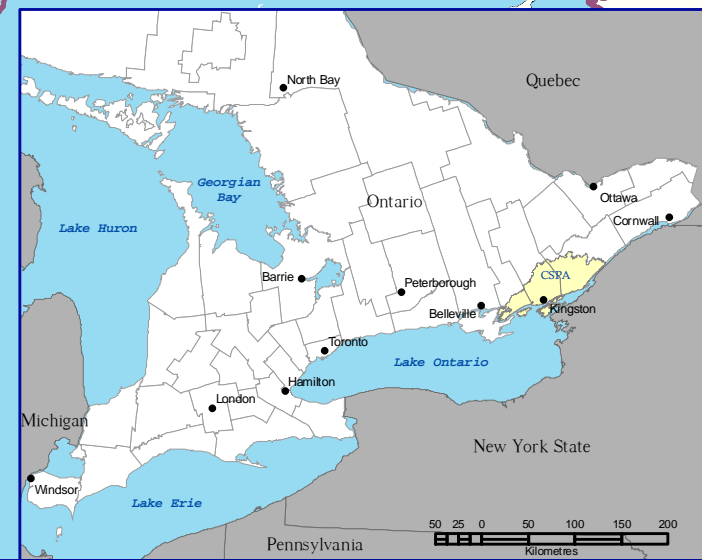 North Bay
Quebec
Georgian
Bay
Ontario
Ottawa
Cornwall
Lake Huron
CSPA
Barrie
Peterborough
Belleville
Kingston
Toronto
Lake Ontario
Hamilton
London
Michigan
New York State
Windsor
Lake Erie
Pennsylvania
50 25 0 50 100 150 200
Kilometres